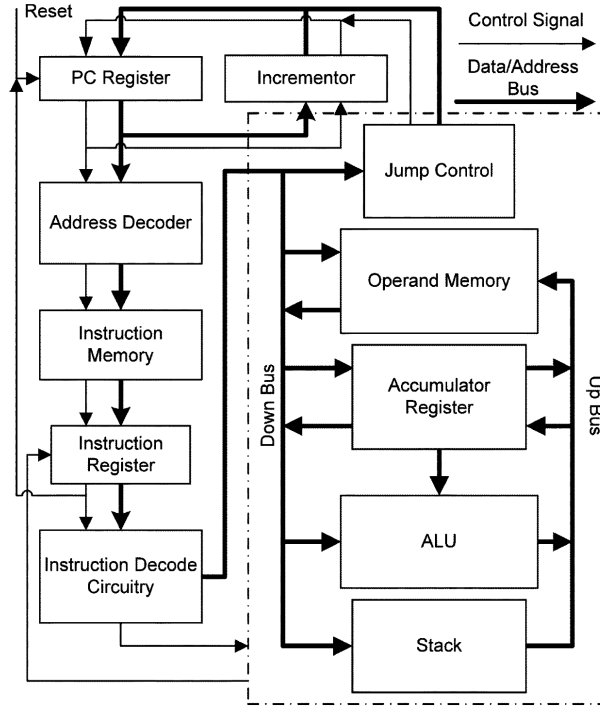 Reset
Control Signal
Data/Address
Bus
PC Register
Incrementor
Jump Control
Address Decoder
Operand Memory
Instruction
Memory
Accumulator
Register
Down Bus
Up Bus
Instruction
Register
ALU
Instruction Decode
Circuitry
Stack